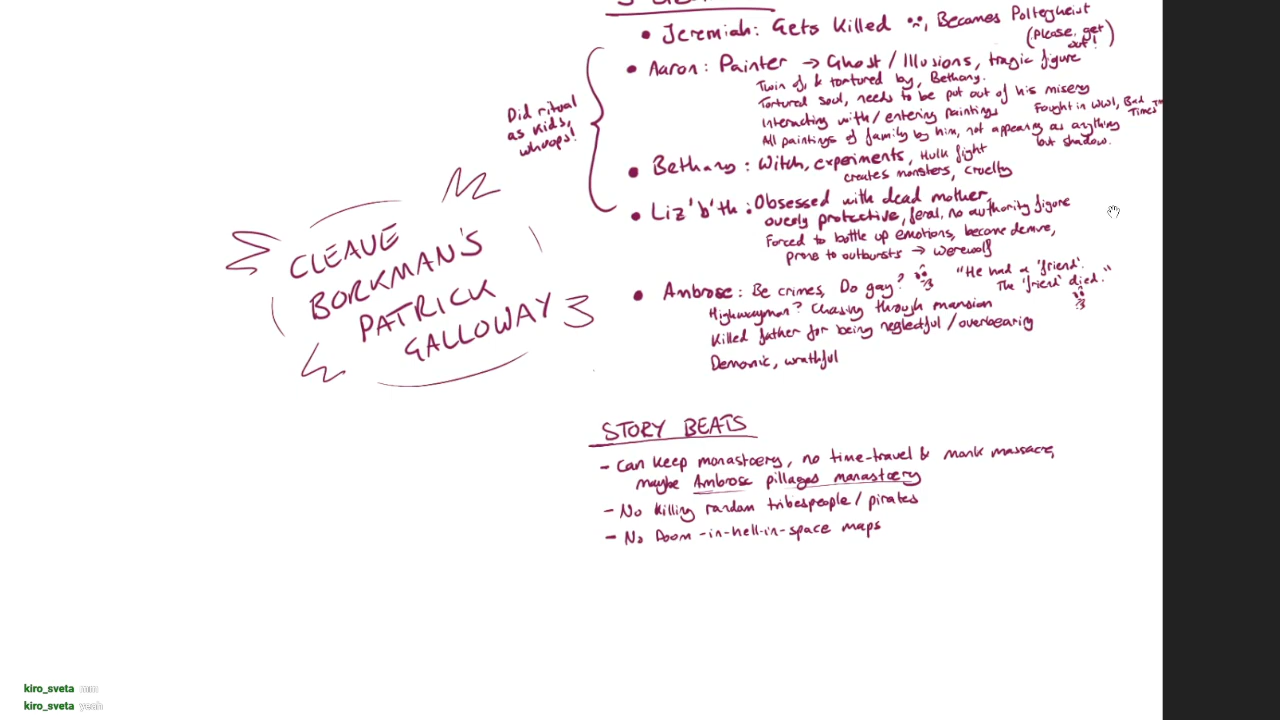 • Jeremiah: Gets Killed :(, Becomes Poltergheist
(Please, get out!)
• Aaron: Painter → Ghost / Illusions, tragic figure
Twin of, & tortured by, Bethany.
Tortured soul, needs to be put out of his misery
Interacting with/entering paintings
Fought in WWI, Bad Times™
All paintings of family by him, not appearing as anything
but shadow.
Did ritual
as kids,
whoops!
• Bethany: Witch, experiments, Hulk fight
creates monsters, cruelty
• Liz'b'th: Obsessed with dead mother,
overly protective, feral, no authority figure
Forced to bottle up emotions, become demure,
prone to outbursts → Werewolf
• Ambrose: Be crimes, Do gay?
"He had a 'friend'.
The 'friend' died."
Highwayman? Chasing through mansion
Killed father for being neglectful/overbearing
Demonic, wrathful
CLEAVE
BORKMAN'S
PATRICK
GALLOWAY
STORY BEATS
- Can keep monastery, no time-travel & monk massacre,
maybe Ambrose pillages monastery
- No killing random tribespeople/pirates
- No Doom-in-hell-in-space maps
kiro_sveta mm
kiro_sveta yeah